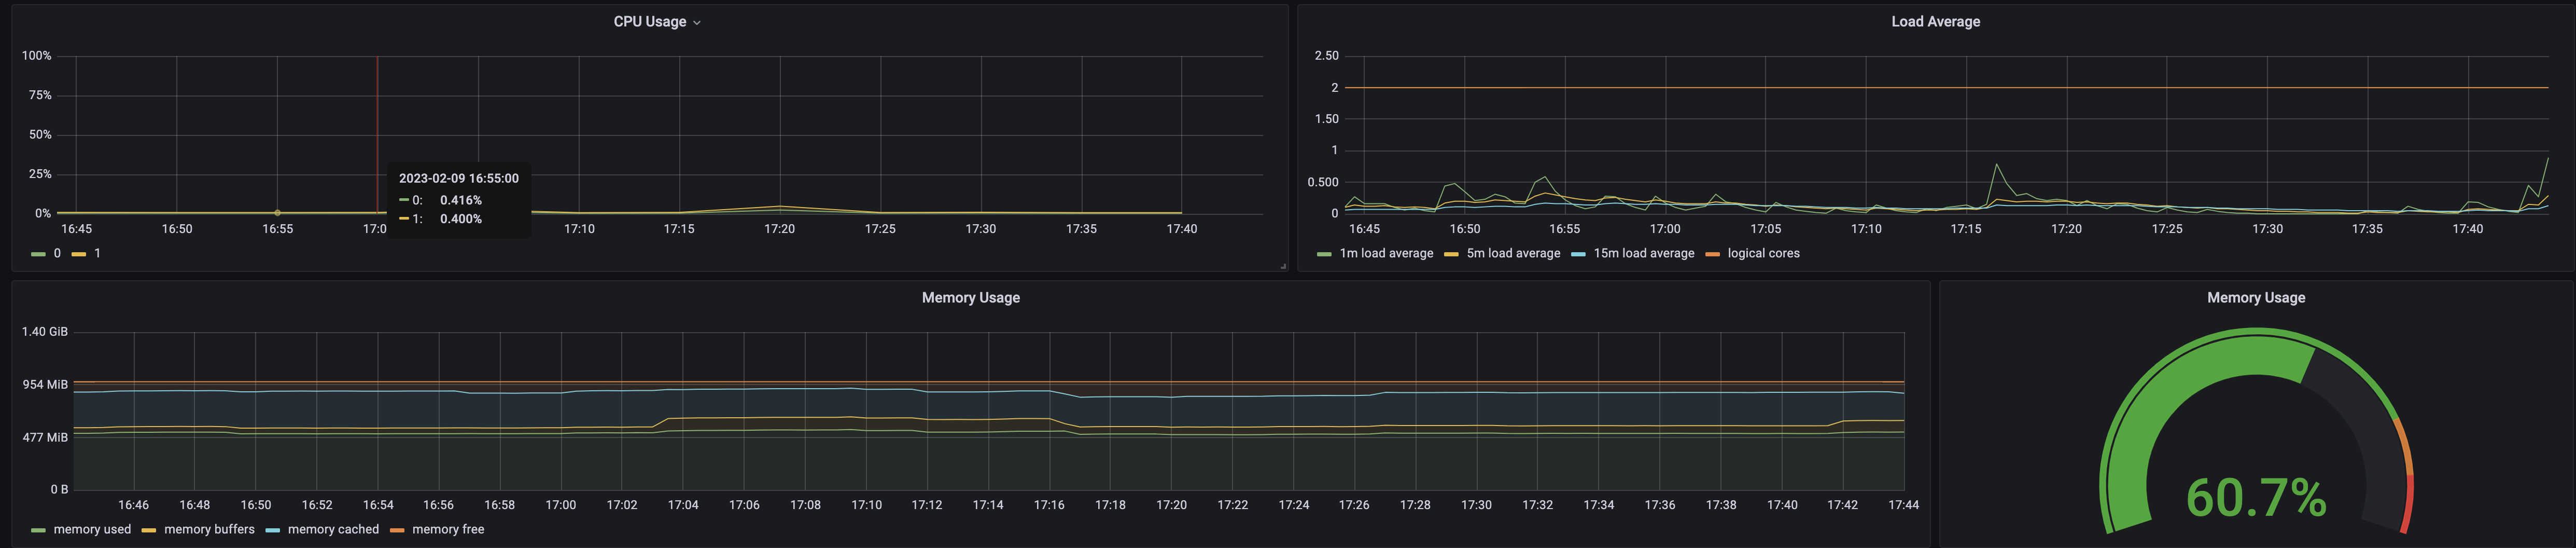 CPU Usage
100%
75%
50%
25%
0%
2023-02-09 16:55:00
0: 0.416%
1: 0.400%
16:45 16:50 16:55 17:0 17:10 17:15 17:20 17:25 17:30 17:35 17:40
0 1
Load Average
2.50
2
1.50
1
0.500
0
16:45 16:50 16:55 17:00 17:05 17:10 17:15 17:20 17:25 17:30 17:35 17:40
1m load average 5m load average 15m load average logical cores
Memory Usage
1.40 GiB
954 MiB
477 MiB
0 B
16:46 16:48 16:50 16:52 16:54 16:56 16:58 17:00 17:02 17:04 17:06 17:08 17:10 17:12 17:14 17:16 17:18 17:20 17:22 17:24 17:26 17:28 17:30 17:32 17:34 17:36 17:38 17:40 17:42 17:44
memory used memory buffers memory cached memory free
Memory Usage
60.7%